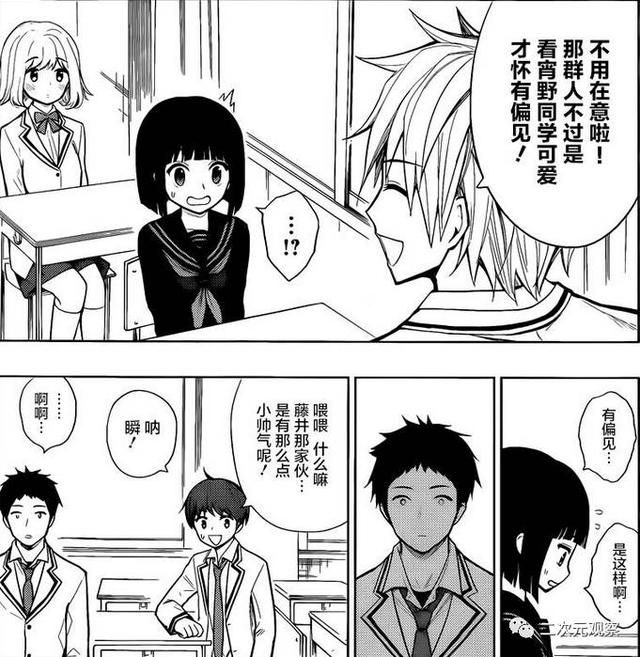 不用在意啦！
那群人不过是
看宵野同学可爱
才怀有偏见！
…!?
有偏见…
是这样啊…
喂喂 什么嘛
藤井那家伙…
是有那么点
小帅气呢！
呐
瞬！
……
啊啊…
二次元观察